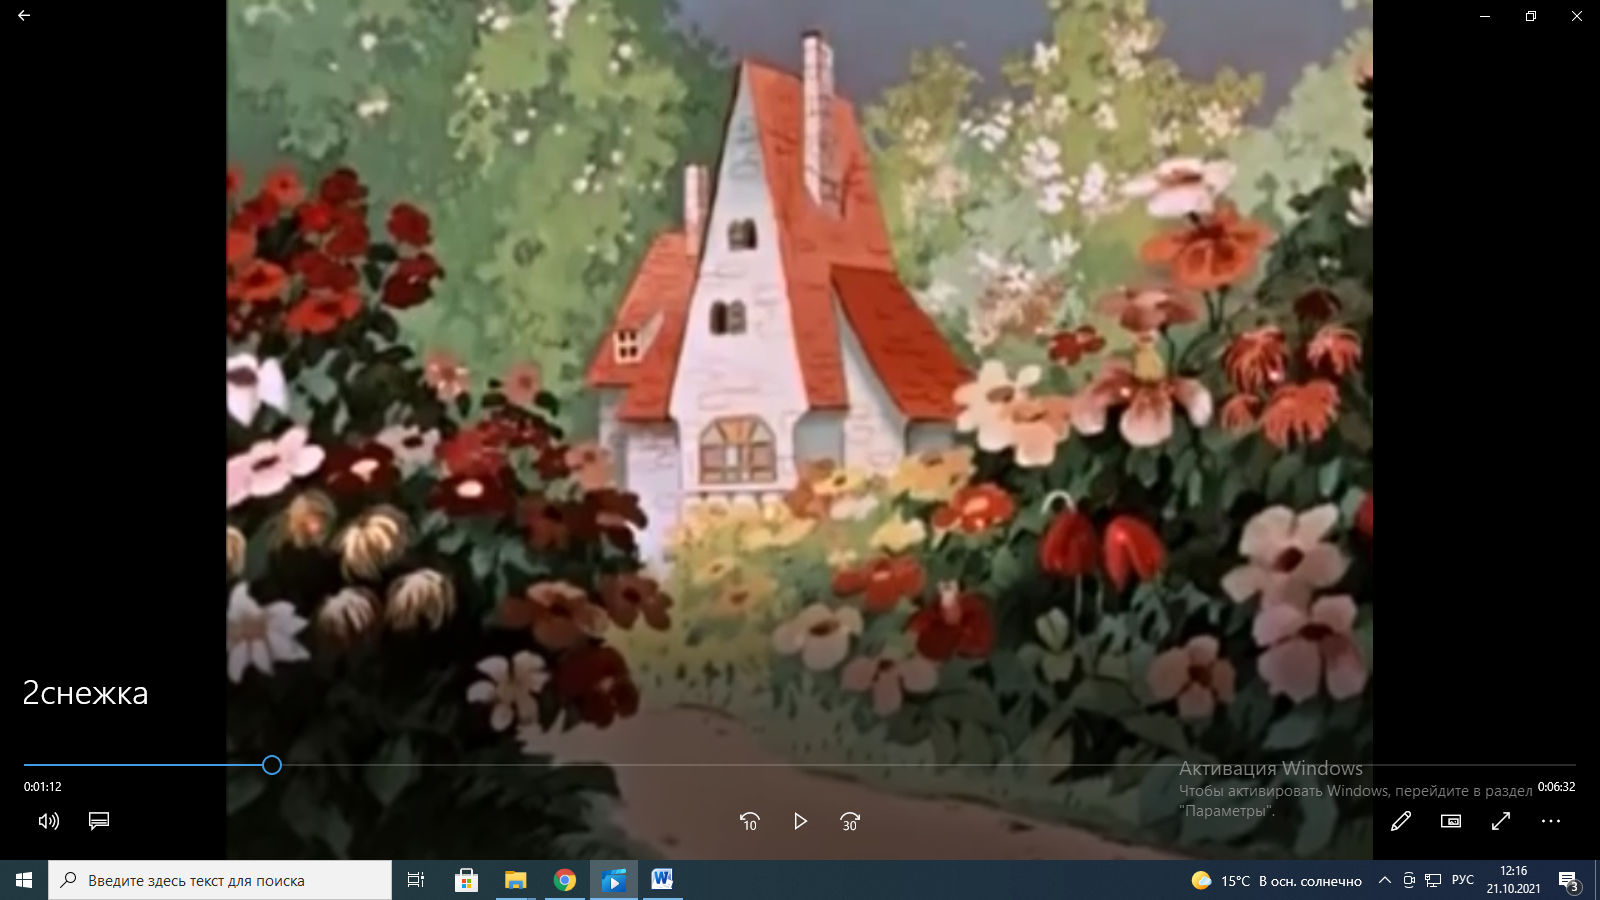 2снежка
0:01:12
0:06:32
10
30
Активация Windows
Чтобы активировать Windows, перейдите в раздел
"Параметры".
Введите здесь текст для поиска
W
15°C В осн. солнечно
РУС
12:16
21.10.2021
3